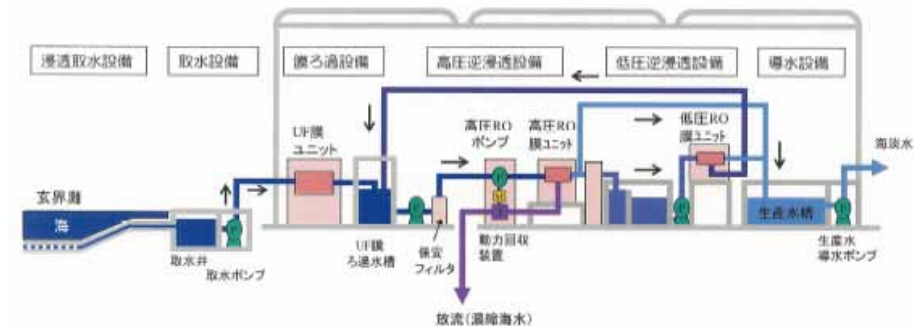 浸透取水設備
取水設備
膜ろ過設備
高圧逆浸透設備
低圧逆浸透設備
導水設備
UF膜
ユニット
高圧RO
ポンプ
高圧RO
膜ユニット
低圧RO
膜ユニット
海淡水
玄界灘
海
P
P
P
P
P
M
生産水槽
取水井
取水ポンプ
UF膜
ろ過水槽
保安
フィルタ
動力回収
装置
生産水
導水ポンプ
放流(濃縮海水)